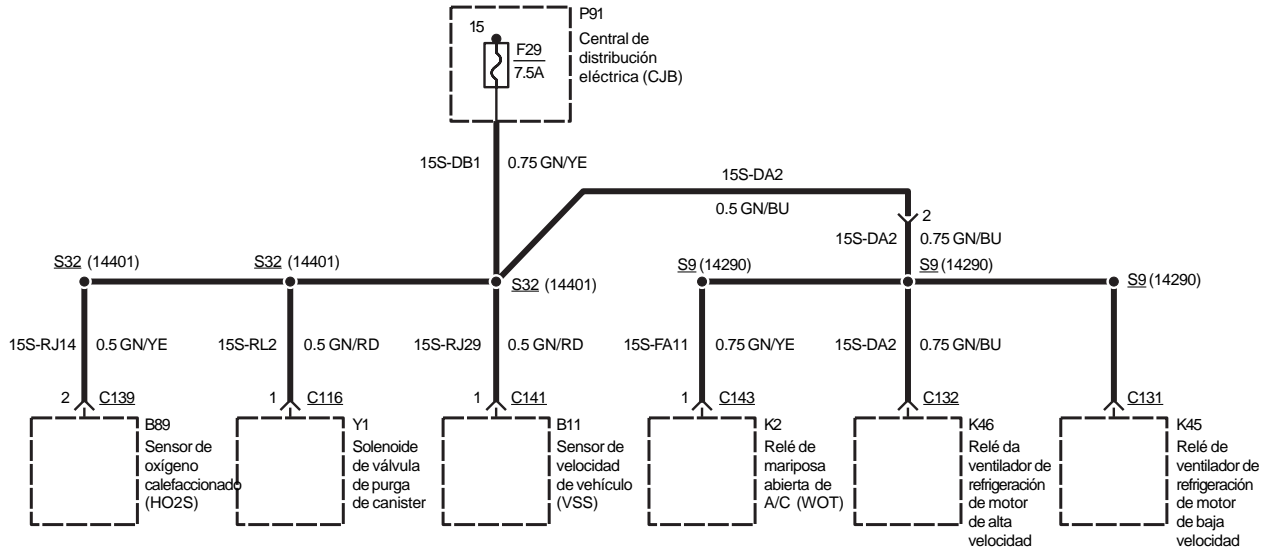 P91
15
Central de
distribución
eléctrica (CJB)
F29
7.5A
15S-DB1 0.75 GN/YE
15S-DA2
0.5 GN/BU
2
15S-DA2 0.75 GN/BU
S32 (14401) S32 (14401) S32 (14401) S9 (14290) S9 (14290) S9 (14290)
15S-RJ14 0.5 GN/YE 15S-RL2 0.5 GN/RD 15S-RJ29 0.5 GN/RD 15S-FA11 0.75 GN/YE 15S-DA2 0.75 GN/BU
2 C139 1 C116 1 C141 1 C143 C132 C131
B89
Sensor de
oxígeno
calefaccionado
(HO2S)
Y1
Solenoide
de válvula
de purga
de canister
B11
Sensor de
velocidad
de vehículo
(VSS)
K2
Relé de
mariposa
abierta de
A/C (WOT)
K46
Relé da
ventilador de
refrigeración
de motor
de alta
velocidad
K45
Relé de
ventilador de
refrigeración
de motor
de baja
velocidad